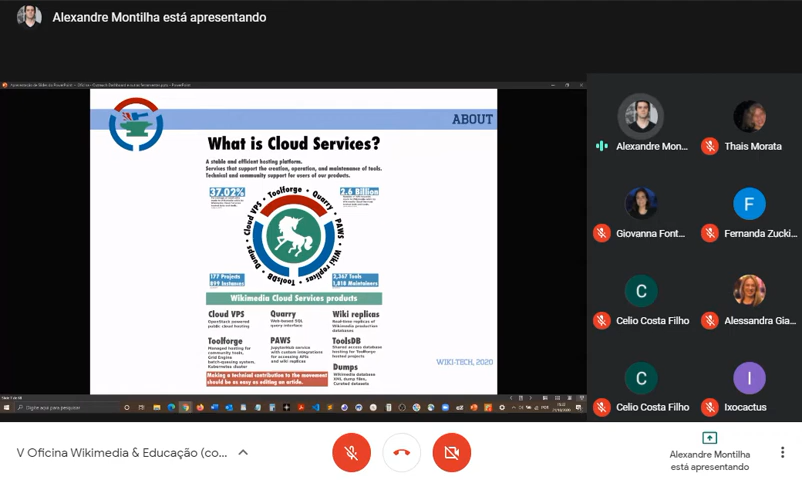 Alexandre Montilha está apresentando
ABOUT
What is Cloud Services?
A stable and efficient hosting platform.
Services that support the creation, operation, and maintenance of tools.
Technical and community support for users of our products.
37.02%
2.6 Billion
Cloud VPS • Toolforge • Quarry • PAWS • Wiki replicas • ToolsDB • Dumps
177 Projects
899 Instances
2,367 Tools
1,818 Maintainers
Wikimedia Cloud Services products
Cloud VPS
OpenStack powered
public cloud hosting
Quarry
Web-based SQL
query interface
Wiki replicas
Real-time replicas of
Wikimedia production
databases
Toolforge
Managed hosting for
community tools,
Grid Engine
batch-queuing system,
Kubernetes cluster
PAWS
JupyterHub service
with custom integrations
for accessing APIs
and wiki replicas
ToolsDB
Shared access database
hosting for Toolforge
hosted projects
Dumps
Wikimedia database
XML dump files,
Curated datasets
Making a technical contribution to the movement
should be as easy as editing an article.
WIKI-TECH, 2020
Digite aqui para pesquisar
Alexandre Mon...
Thais Morata
Giovanna Font...
F
Fernanda Zucki...
C
Celio Costa Filho
Alessandra Gia...
C
Celio Costa Filho
I
Ixocactus
V Oficina Wikimedia & Educação (co...
Alexandre Montilha
está apresentando